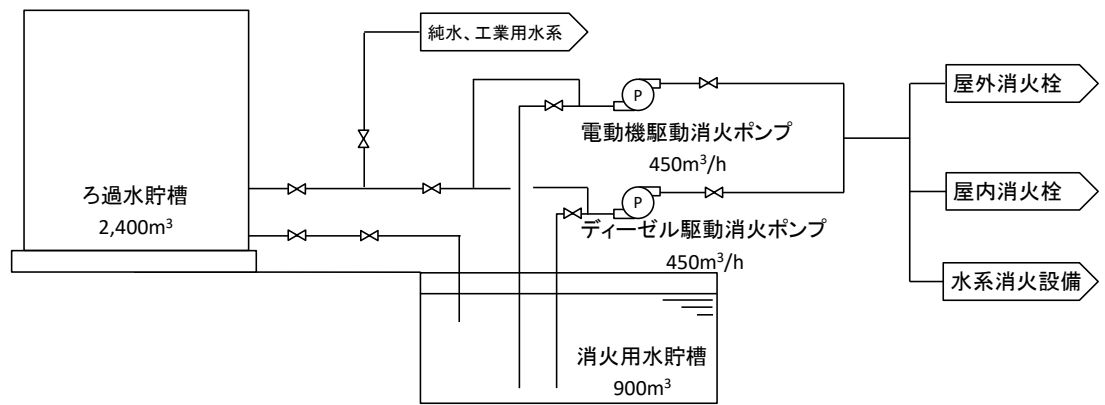 純水、工業用水系
P
電動機駆動消火ポンプ
450m³/h
屋外消火栓
ろ過水貯槽
2,400m³
P
ディーゼル駆動消火ポンプ
450m³/h
屋内消火栓
水系消火設備
消火用水貯槽
900m³